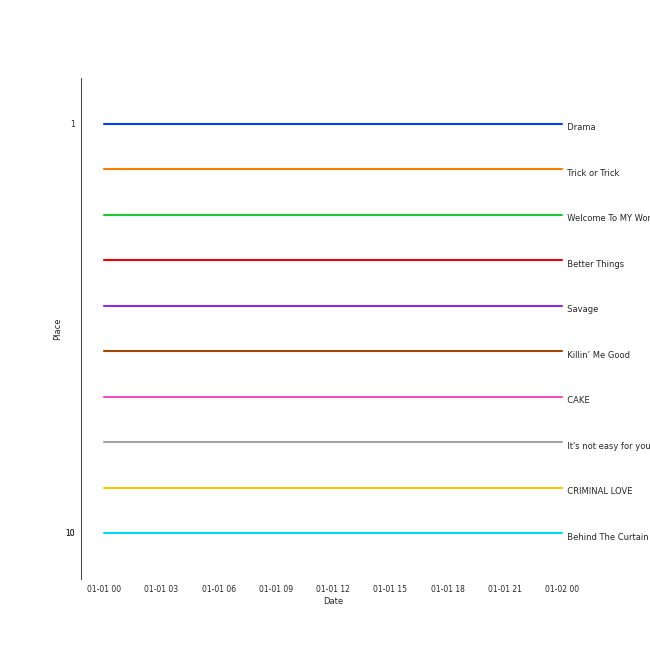 1
Drama
Trick or Trick
Welcome To MY Wor
Better Things
Savage
Place
Killin’ Me Good
CAKE
It's not easy for you
CRIMINAL LOVE
10
Behind The Curtain
01-01 00 01-01 03 01-01 06 01-01 09 01-01 12 01-01 15 01-01 18 01-01 21 01-02 00
Date